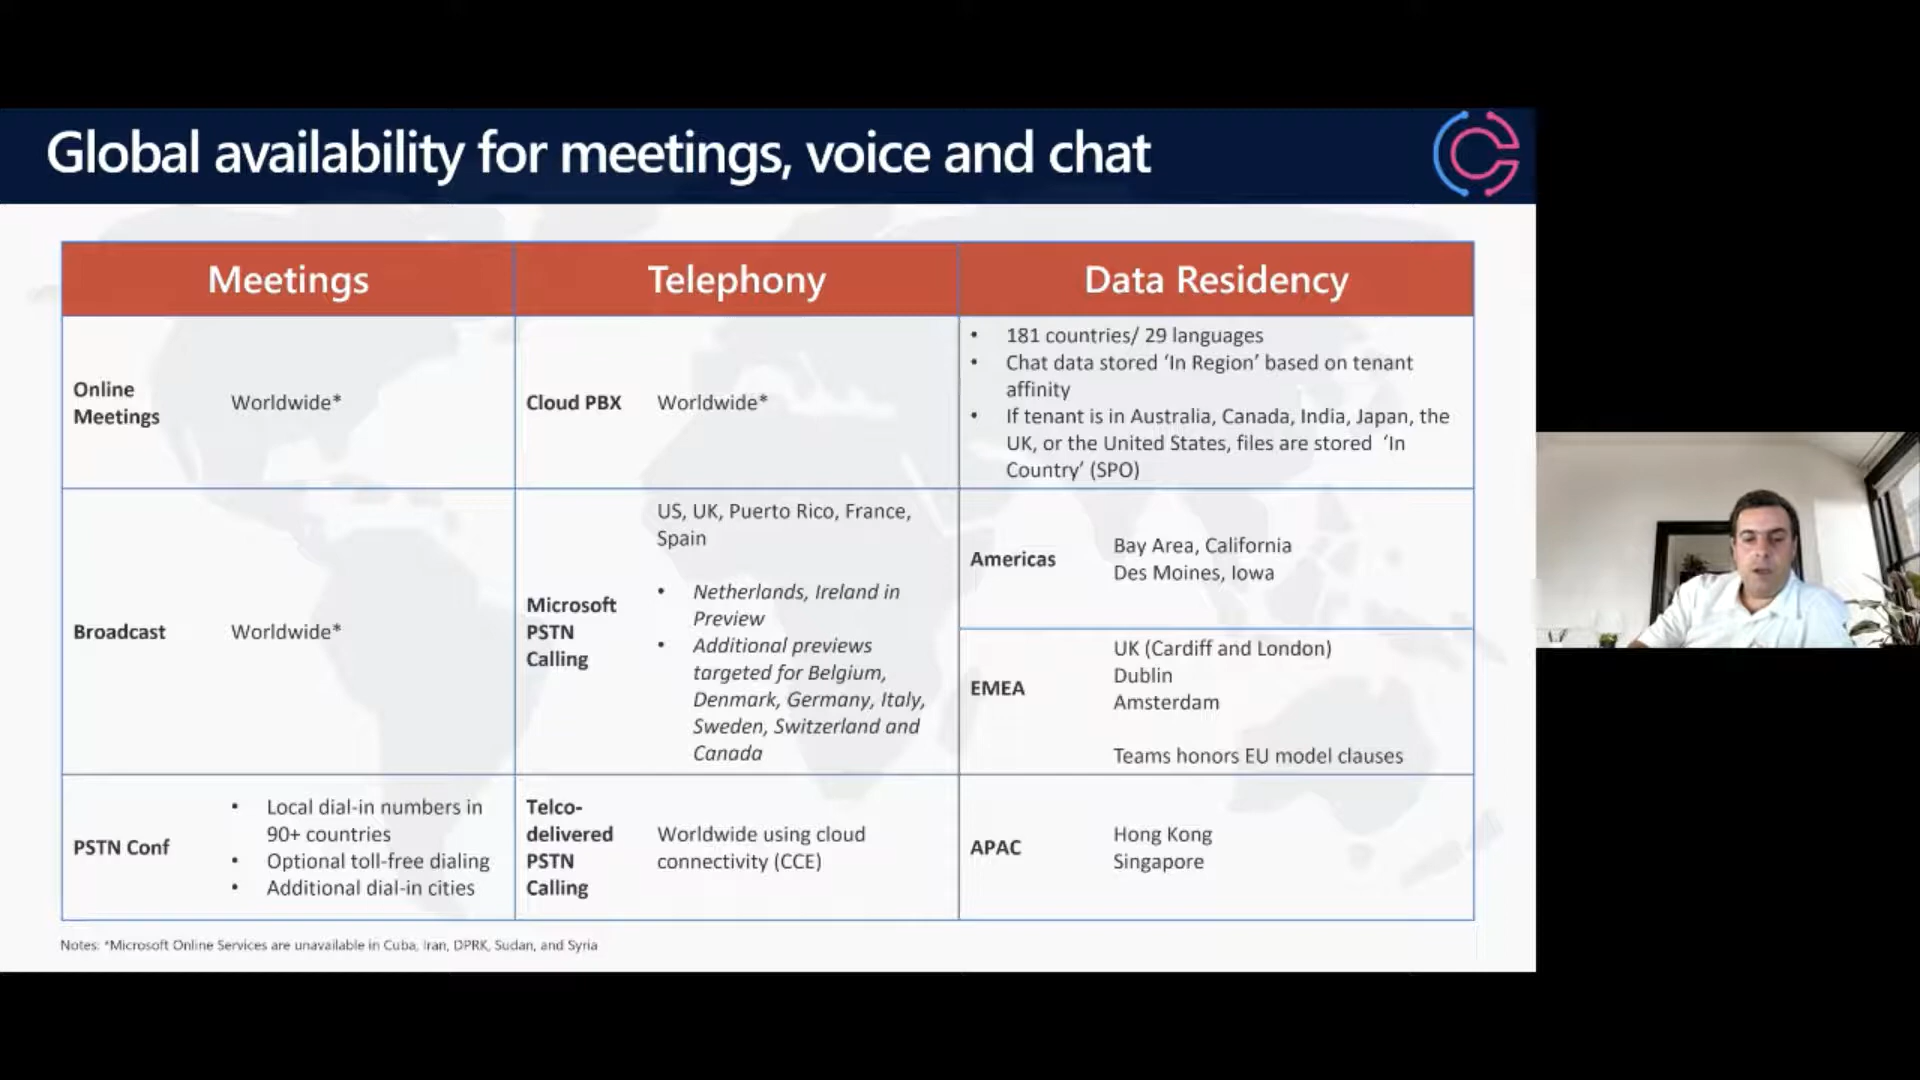 Global availability for meetings, voice and chat
Meetings
Telephony
Data Residency
Online
Meetings
Worldwide*
Cloud PBX
Worldwide*
• 181 countries/ 29 languages
• Chat data stored ‘In Region’ based on tenant
affinity
• If tenant is in Australia, Canada, India, Japan, the
UK, or the United States, files are stored ‘In
Country’ (SPO)
Broadcast
Worldwide*
Microsoft
PSTN
Calling
US, UK, Puerto Rico, France,
Spain
• Netherlands, Ireland in
Preview
• Additional previews
targeted for Belgium,
Denmark, Germany, Italy,
Sweden, Switzerland and
Canada
Americas
Bay Area, California
Des Moines, Iowa
EMEA
UK (Cardiff and London)
Dublin
Amsterdam
Teams honors EU model clauses
PSTN Conf
• Local dial-in numbers in
90+ countries
• Optional toll-free dialing
• Additional dial-in cities
Telco-
delivered
PSTN
Calling
Worldwide using cloud
connectivity (CCE)
APAC
Hong Kong
Singapore
Notes: *Microsoft Online Services are unavailable in Cuba, Iran, DPRK, Sudan, and Syria